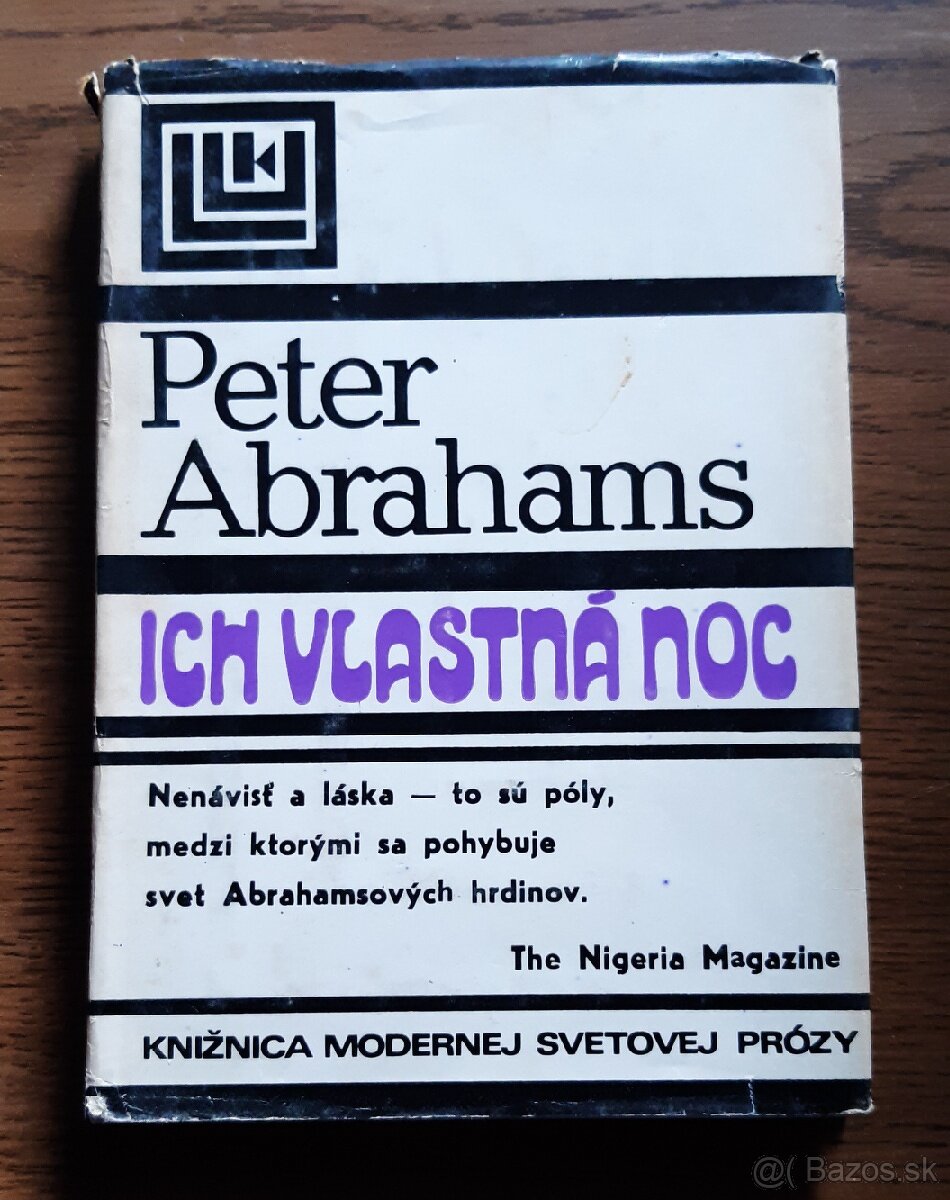 Peter
Abrahams
ICH VLASTNÁ NOC
Nenávisť a láska — to sú póly,
medzi ktorými sa pohybuje
svet Abrahamsových hrdinov.
The Nigeria Magazine
KNIŽNICA MODERNEJ SVETOVEJ PRÓZY
@( Bazos.sk